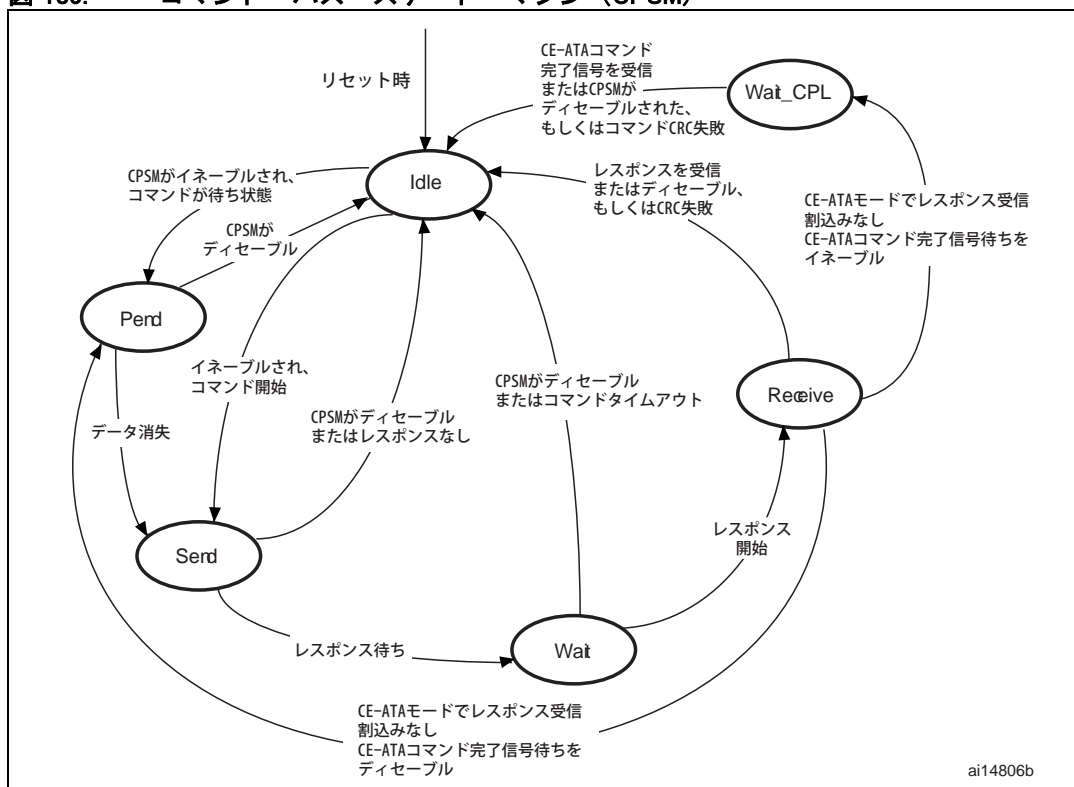 コマンド パス ステート マシン (CPSM)
リセット時
CE-ATAコマンド
完了信号を受信
またはCPSMが
ディセーブルされた、
もしくはコマンドCRC失敗
Wait_CPL
Idle
CPSMがイネーブルされ、
コマンドが待ち状態
レスポンスを受信
またはディセーブル、
もしくはCRC失敗
CE-ATAモードでレスポンス受信
割込みなし
CE-ATAコマンド完了信号待ちを
イネーブル
CPSMが
ディセーブル
Pend
イネーブルされ、
コマンド開始
CPSMがディセーブル
またはコマンドタイムアウト
Receive
CPSMがディセーブル
またはレスポンスなし
データ消失
レスポンス
開始
Send
レスポンス待ち
Wait
CE-ATAモードでレスポンス受信
割込みなし
CE-ATAコマンド完了信号待ちを
ディセーブル
ai14806b